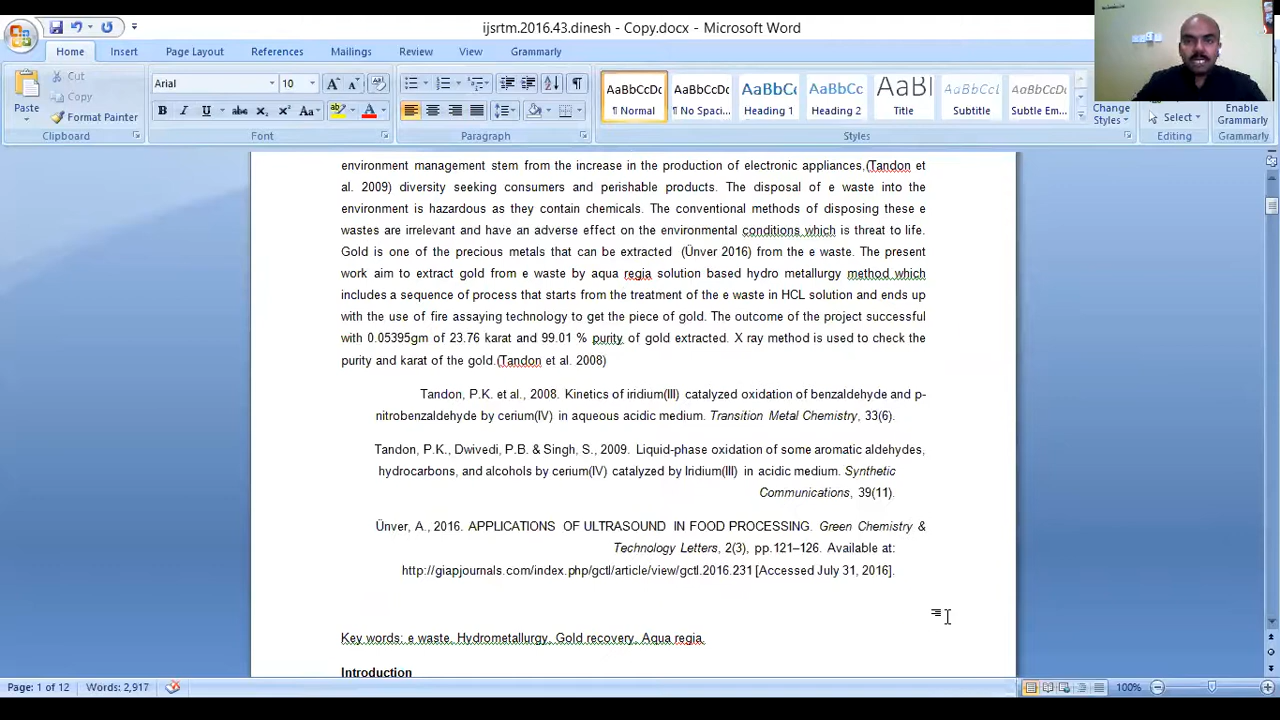 ijsrtm.2016.43.dinesh - Copy.docx - Microsoft Word
Home Insert Page Layout References Mailings Review View Grammarly
Paste
Cut
Copy
Format Painter
Clipboard
Arial 10
Font
Paragraph
AaBbCcDc AaBbCcDc AaBbCc AaBbCc AaBl AaBbCcL AaBbCcDc
¶ Normal ¶ No Spaci... Heading 1 Heading 2 Title Subtitle Subtle Em...
Styles
Change Styles
Select
Editing
Enable Grammarly
Grammarly
environment management stem from the increase in the production of electronic appliances,(Tandon et
al. 2009) diversity seeking consumers and perishable products. The disposal of e waste into the
environment is hazardous as they contain chemicals. The conventional methods of disposing these e
wastes are irrelevant and have an adverse effect on the environmental conditions which is threat to life.
Gold is one of the precious metals that can be extracted (Ünver 2016) from the e waste. The present
work aim to extract gold from e waste by aqua regia solution based hydro metallurgy method which
includes a sequence of process that starts from the treatment of the e waste in HCL solution and ends up
with the use of fire assaying technology to get the piece of gold. The outcome of the project successful
with 0.05395gm of 23.76 karat and 99.01 % purity of gold extracted. X ray method is used to check the
purity and karat of the gold.(Tandon et al. 2008)
Tandon, P.K. et al., 2008. Kinetics of iridium(III) catalyzed oxidation of benzaldehyde and p-
nitrobenzaldehyde by cerium(IV) in aqueous acidic medium. Transition Metal Chemistry, 33(6).
Tandon, P.K., Dwivedi, P.B. & Singh, S., 2009. Liquid-phase oxidation of some aromatic aldehydes,
hydrocarbons, and alcohols by cerium(IV) catalyzed by Iridium(III) in acidic medium. Synthetic
Communications, 39(11).
Ünver, A., 2016. APPLICATIONS OF ULTRASOUND IN FOOD PROCESSING. Green Chemistry &
Technology Letters, 2(3), pp.121–126. Available at:
http://giapjournals.com/index.php/gctl/article/view/gctl.2016.231 [Accessed July 31, 2016].
Key words: e waste, Hydrometallurgy, Gold recovery, Aqua regia.
Introduction
Page: 1 of 12 Words: 2,917 100%